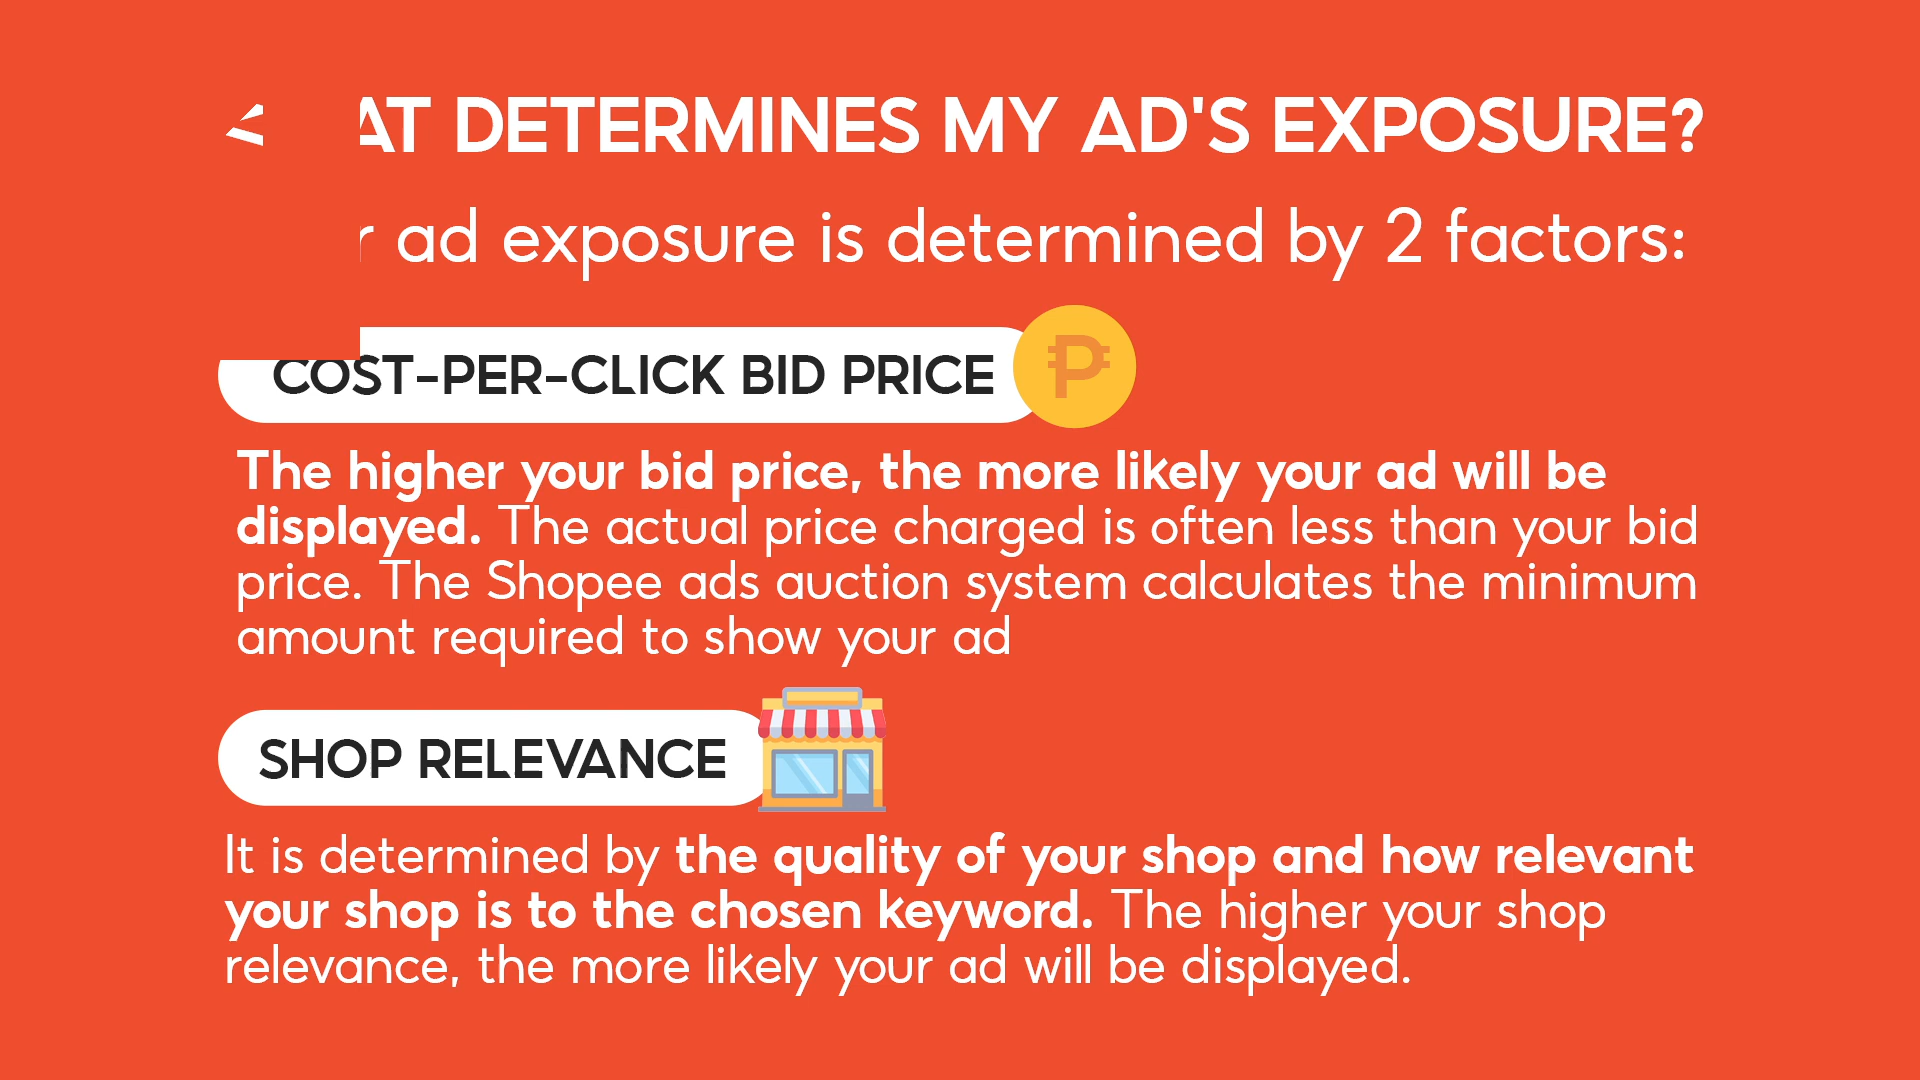 DETERMINES MY AD'S EXPOSURE?
ad exposure is determined by 2 factors:
COST-PER-CLICK BID PRICE
The higher your bid price, the more likely your ad will be
displayed. The actual price charged is often less than your bid
price. The Shopee ads auction system calculates the minimum
amount required to show your ad
SHOP RELEVANCE
It is determined by the quality of your shop and how relevant
your shop is to the chosen keyword. The higher your shop
relevance, the more likely your ad will be displayed.